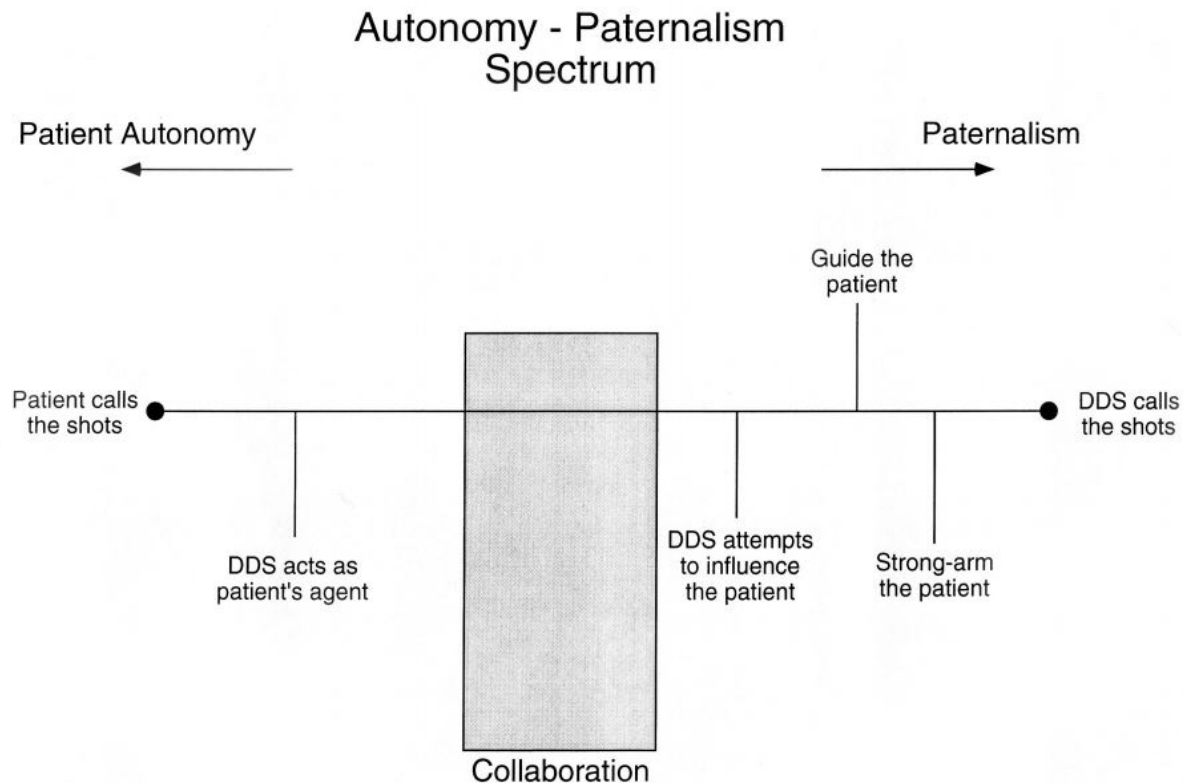 Autonomy - Paternalism
Spectrum
Patient Autonomy
Paternalism
Guide the
patient
Patient calls
the shots
DDS calls
the shots
DDS acts as
patient's agent
DDS attempts
to influence
the patient
Strong-arm
the patient
Collaboration